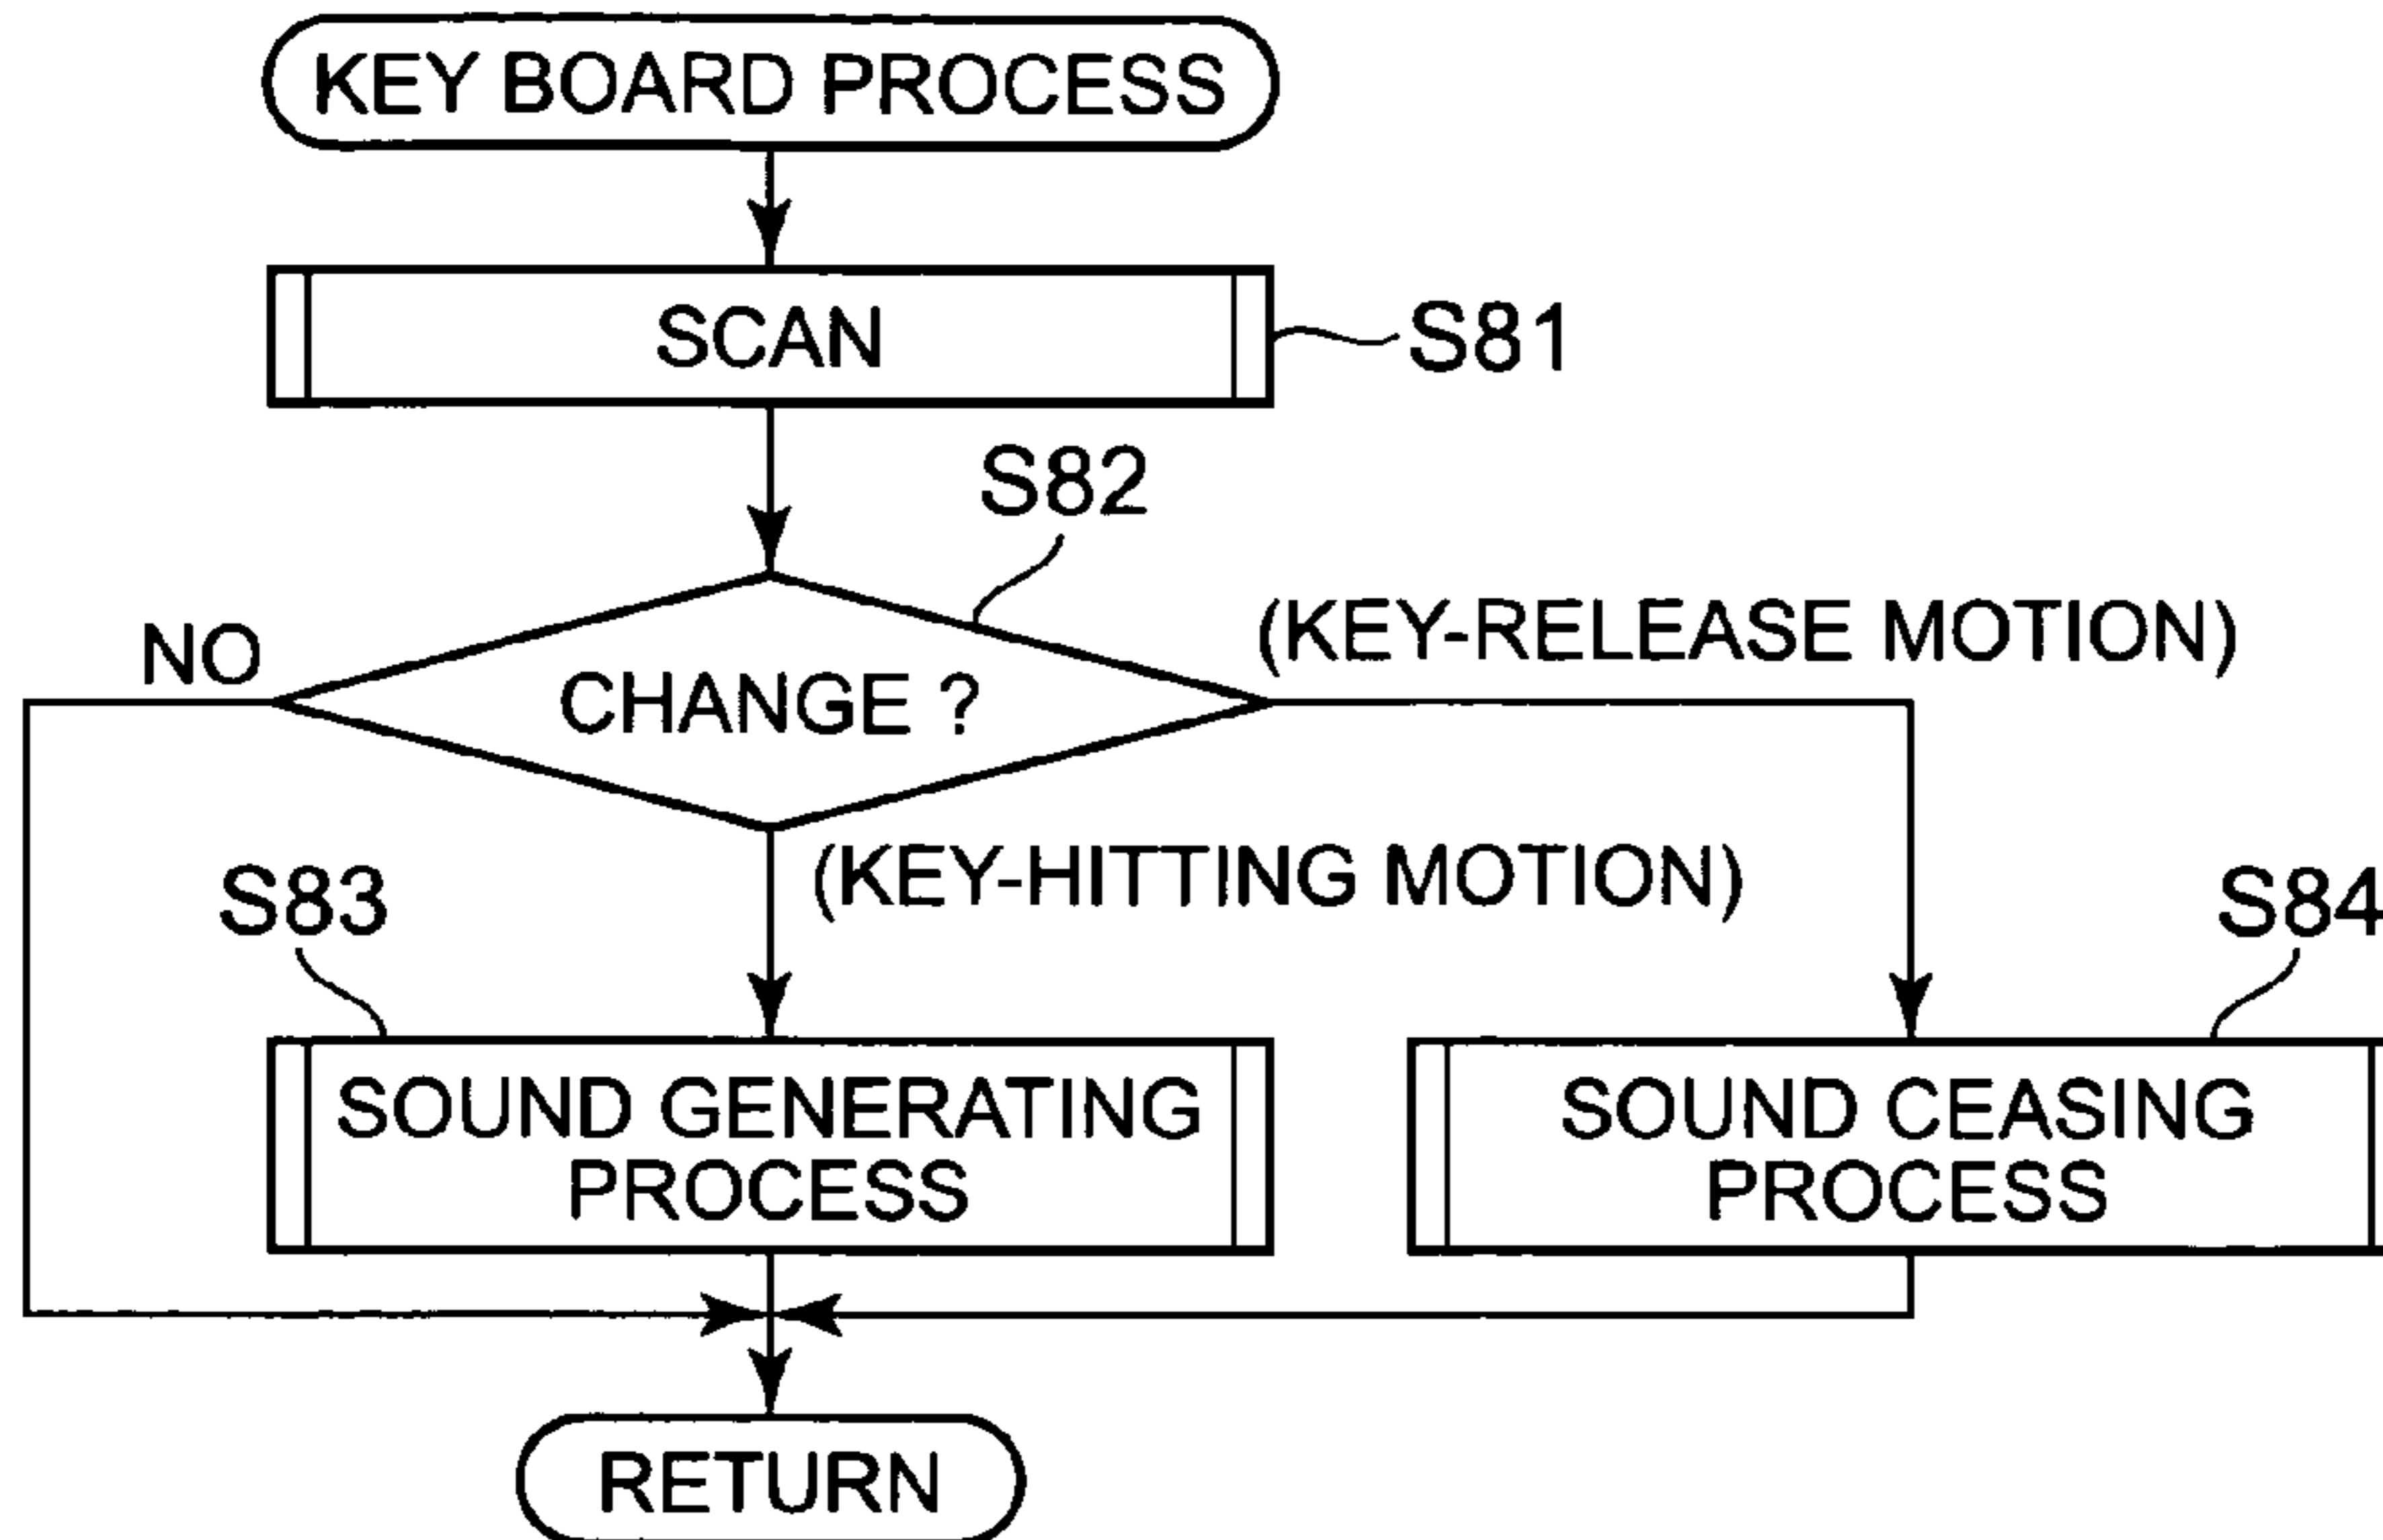 KEY BOARD PROCESS
SCAN
S81
S82
NO
CHANGE ?
(KEY-RELEASE MOTION)
(KEY-HITTING MOTION)
S83
S84
SOUND GENERATING
PROCESS
SOUND CEASING
PROCESS
RETURN